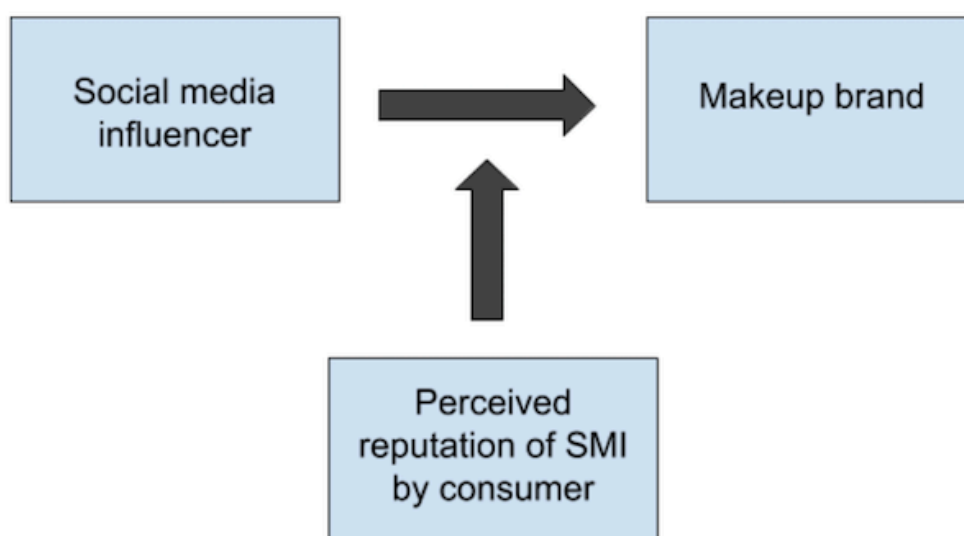 Social media
influencer
Makeup brand
Perceived
reputation of SMI
by consumer